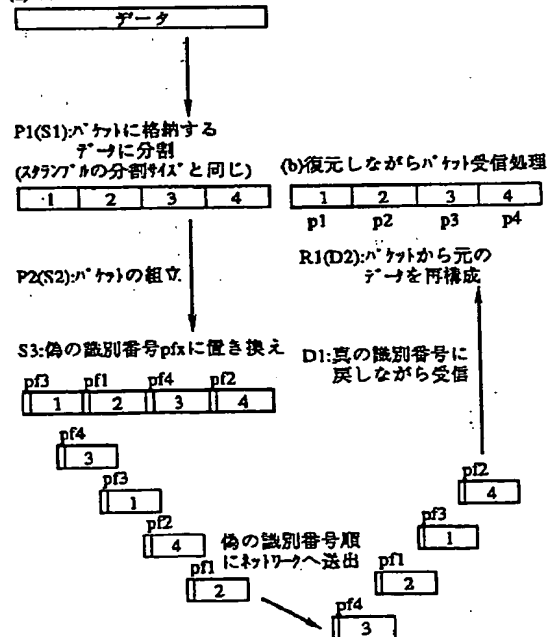 データ
P1(S1):パケットに格納する
データに分割
(スクランブルの分割サイズと同じ)
1 2 3 4
P2(S2):パケットの組立
S3:偽の識別番号pfxに置き換え
pf3 pf1 pf4 pf2
1 2 3 4
pf4
3
pf3
1
pf2
4
pf1
2
偽の識別番号順
にネットワークへ送出
(b)復元しながらパケット受信処理
1 2 3 4
p1 p2 p3 p4
R1(D2):パケットから元の
データを再構成
D1:真の識別番号に
戻しながら受信
pf2
4
pf3
1
pf1
2
pf4
3